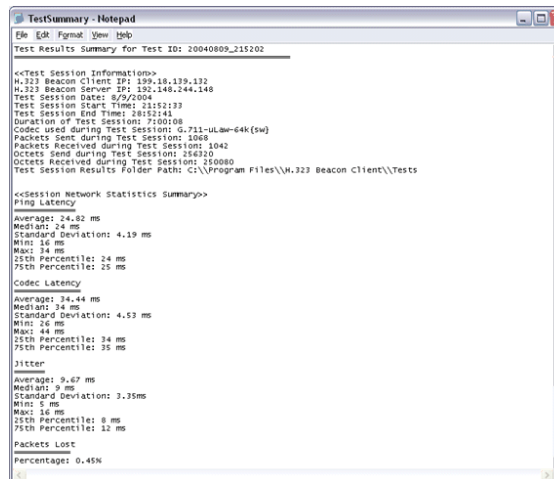 TestSummary - Notepad
File Edit Format View Help
Test Results Summary for Test ID: 20040809_215202
<<Test Session Information>>
H.323 Beacon Client IP: 199.18.139.132
H.323 Beacon Server IP: 192.148.244.148
Test Session Date: 8/9/2004
Test Session Start Time: 21:52:33
Test Session End Time: 28:52:41
Duration of Test Session: 7:00:08
Codec used during Test Session: G.711-uLaw-64k{sw}
Packets Sent during Test Session: 1068
Packets Received during Test Session: 1042
Octets Send during Test Session: 256320
Octets Received during Test Session: 250080
Test Session Results Folder Path: C:\\Program Files\\H.323 Beacon Client\\Tests
<<Session Network Statistics Summary>>
Ping Latency
Average: 24.82 ms
Median: 24 ms
Standard Deviation: 4.19 ms
Min: 16 ms
Max: 34 ms
25th Percentile: 24 ms
75th Percentile: 25 ms
Codec Latency
Average: 34.44 ms
Median: 34 ms
Standard Deviation: 4.53 ms
Min: 26 ms
Max: 44 ms
25th Percentile: 34 ms
75th Percentile: 35 ms
Jitter
Average: 9.67 ms
Median: 9 ms
Standard Deviation: 3.35ms
Min: 5 ms
Max: 16 ms
25th Percentile: 8 ms
75th Percentile: 12 ms
Packets Lost
Percentage: 0.45%